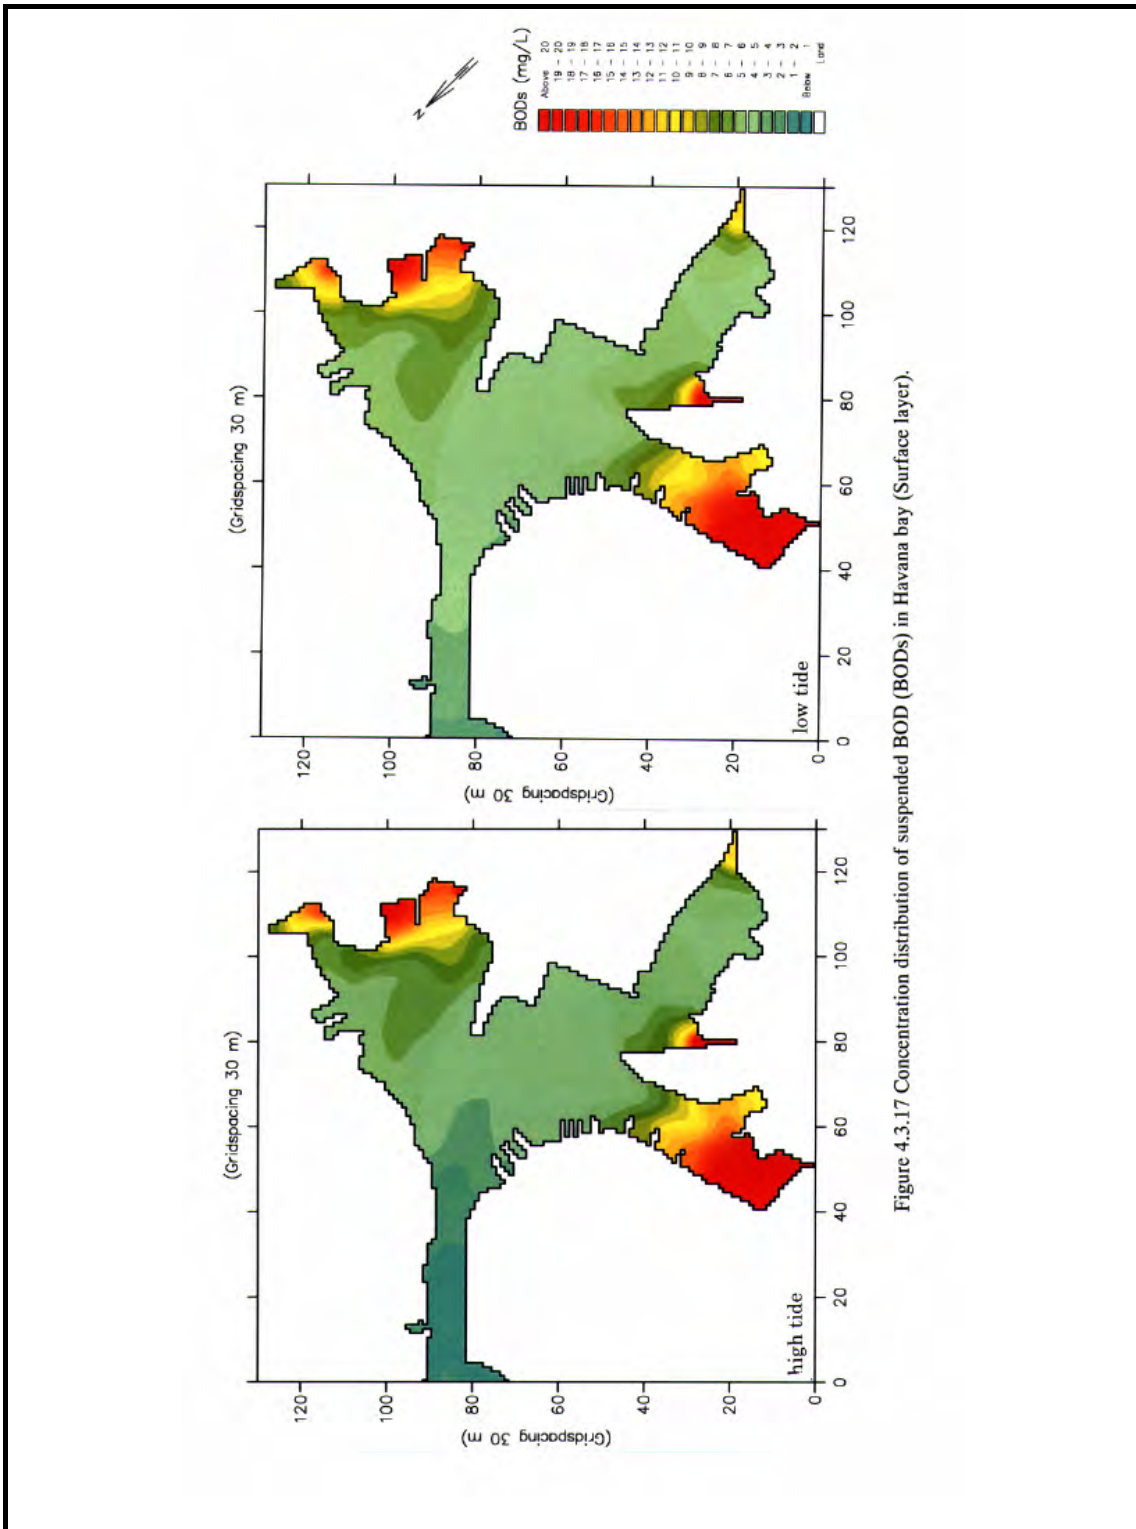 (Gridspacing 30 m)
120
100
80
60
40
20
0
(Gridspacing 30 m)
high tide
0
20
40
60
80
100
120
(Gridspacing 30 m)
120
100
80
60
40
20
0
(Gridspacing 30 m)
low tide
0
20
40
60
80
100
120
N
BODs (mg/L)
Above 20
19 - 20
18 - 19
17 - 18
16 - 17
15 - 16
14 - 15
13 - 14
12 - 13
11 - 12
10 - 11
9 - 10
8 - 9
7 - 8
6 - 7
5 - 6
4 - 5
3 - 4
2 - 3
1 - 2
Below 1
Land
Figure 4.3.17 Concentration distribution of suspended BOD (BODs) in Havana bay (Surface layer).